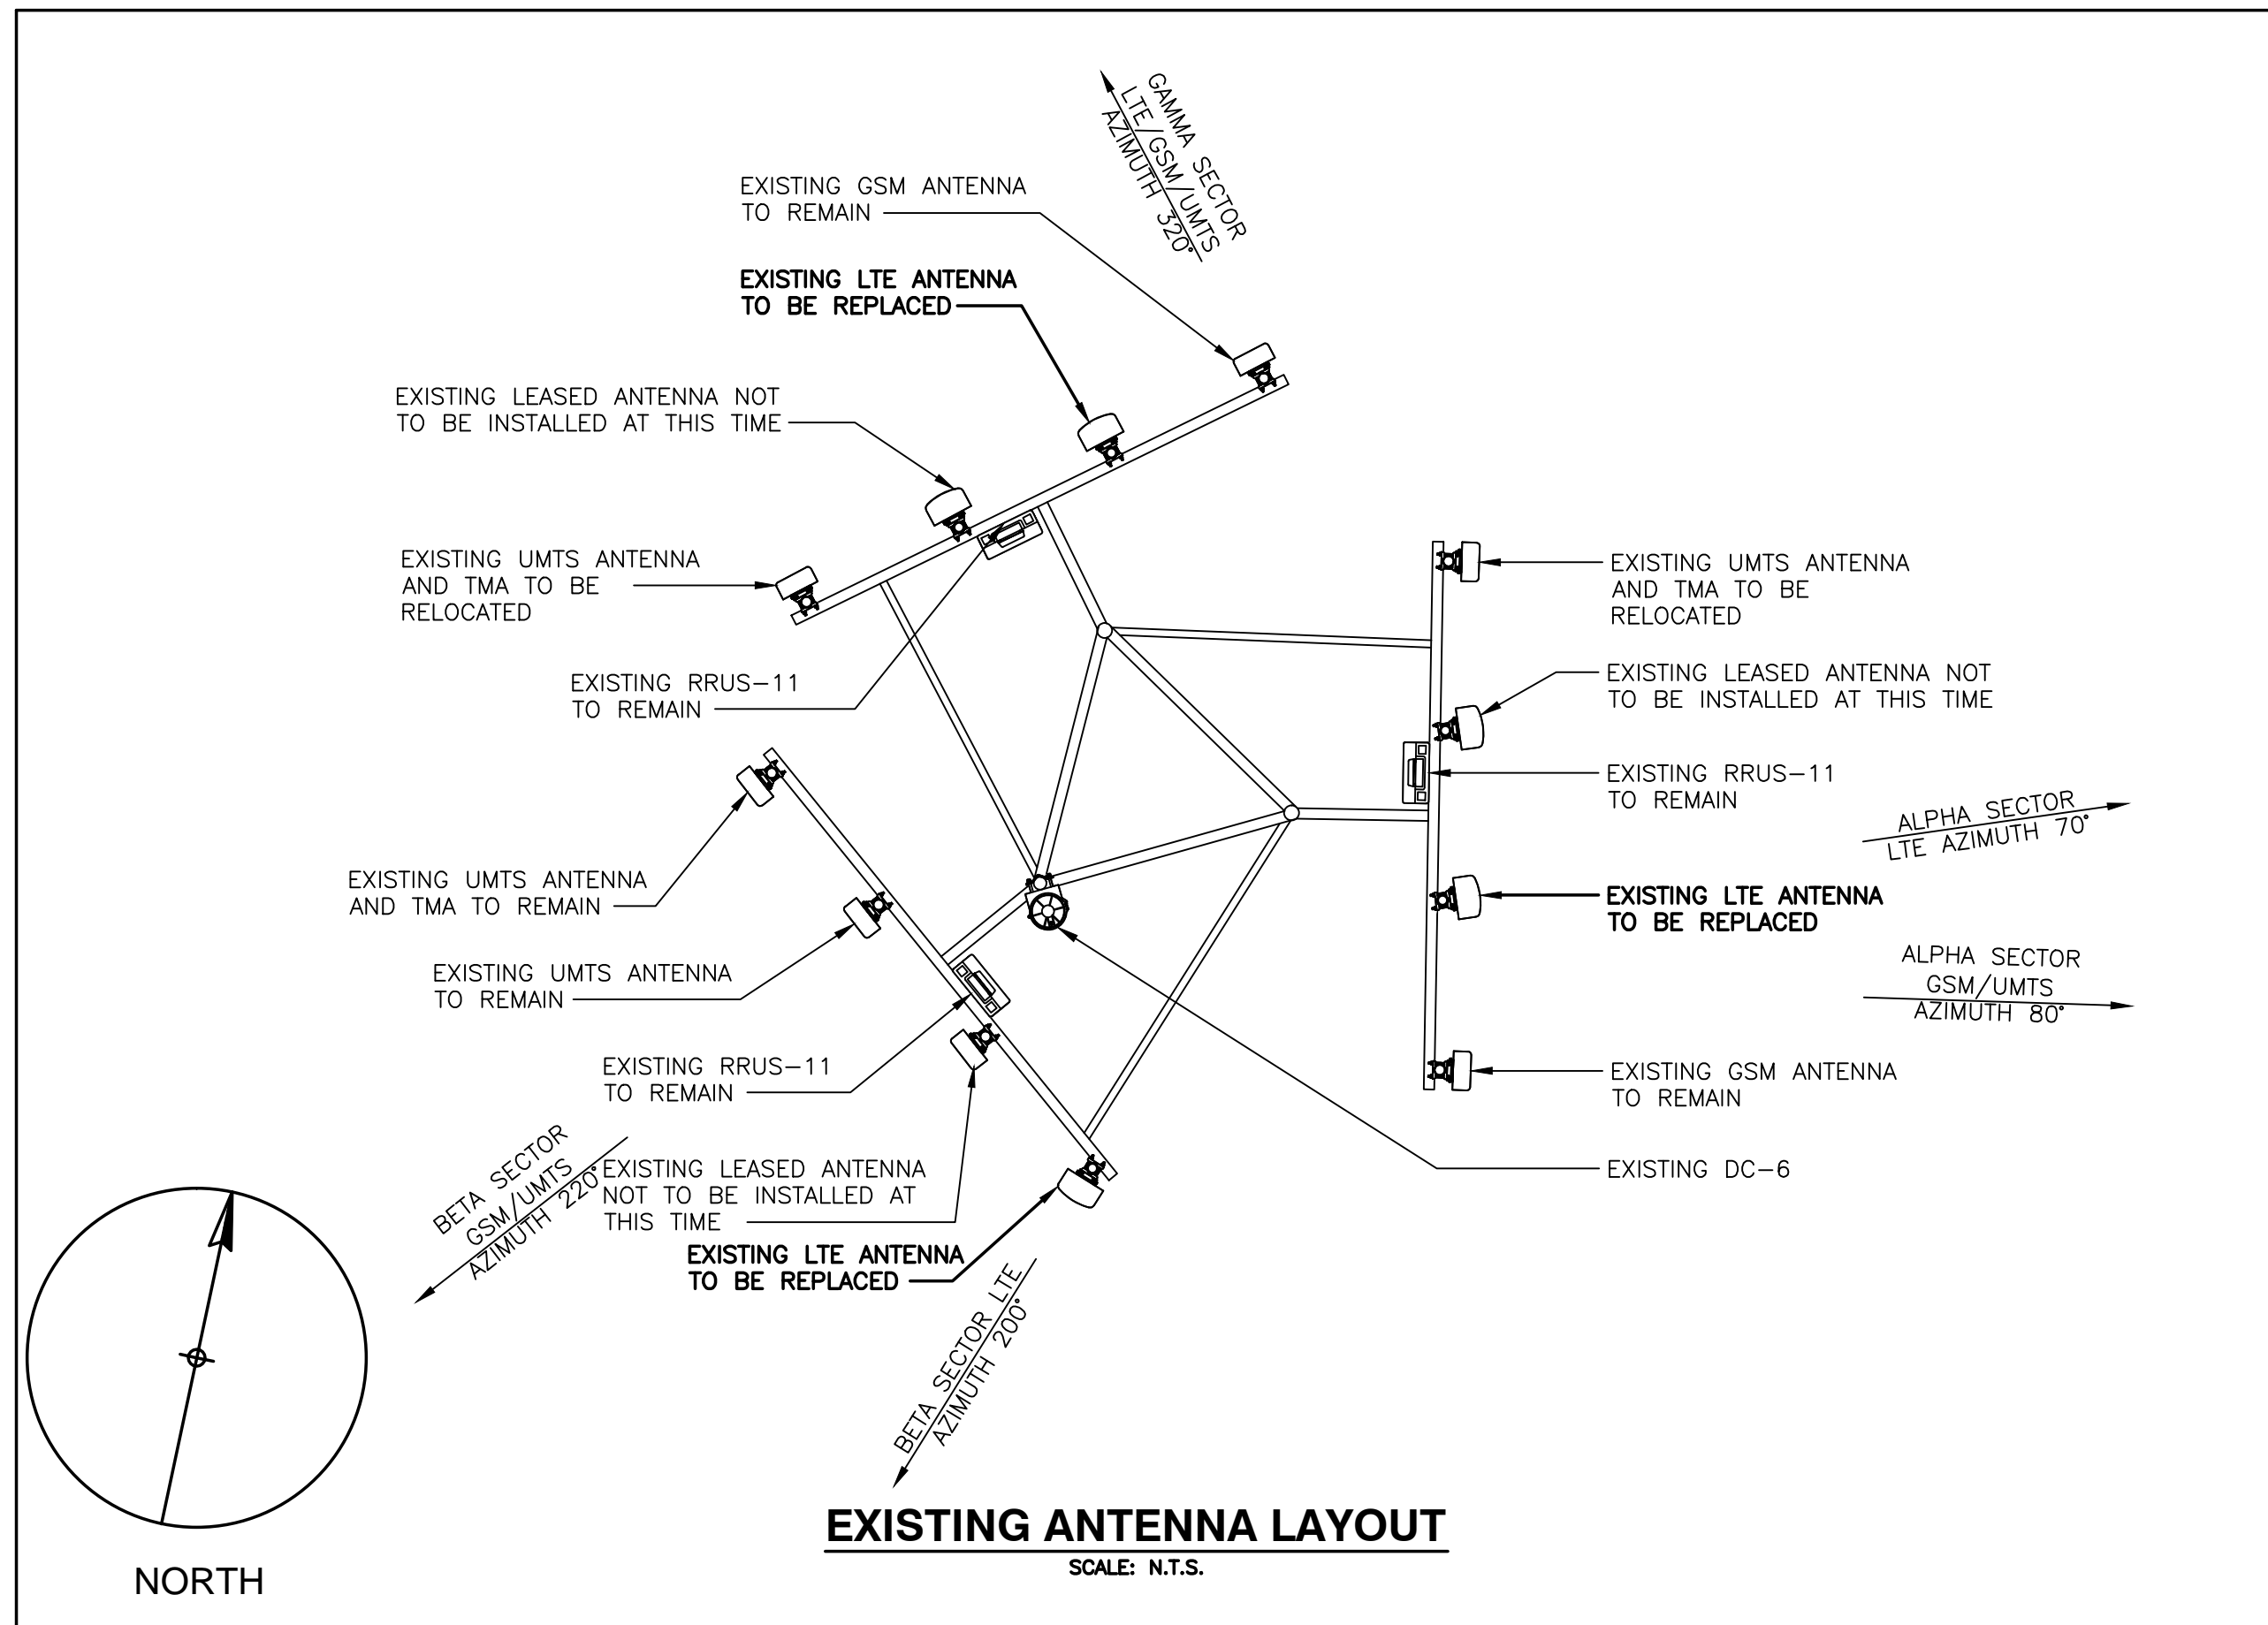 GAMMA SECTOR
LTE/GSM/UMTS
AZIMUTH 320°
EXISTING GSM ANTENNA
TO REMAIN
EXISTING LTE ANTENNA
TO BE REPLACED
EXISTING LEASED ANTENNA NOT
TO BE INSTALLED AT THIS TIME
EXISTING UMTS ANTENNA
AND TMA TO BE
RELOCATED
EXISTING RRUS-11
TO REMAIN
EXISTING UMTS ANTENNA
AND TMA TO BE
RELOCATED
EXISTING LEASED ANTENNA NOT
TO BE INSTALLED AT THIS TIME
EXISTING RRUS-11
TO REMAIN
ALPHA SECTOR
LTE AZIMUTH 70°
EXISTING LTE ANTENNA
TO BE REPLACED
ALPHA SECTOR
GSM/UMTS
AZIMUTH 80°
EXISTING GSM ANTENNA
TO REMAIN
EXISTING DC-6
EXISTING UMTS ANTENNA
AND TMA TO REMAIN
EXISTING UMTS ANTENNA
TO REMAIN
EXISTING RRUS-11
TO REMAIN
BETA SECTOR
GSM/UMTS
AZIMUTH 220°
EXISTING LEASED ANTENNA
NOT TO BE INSTALLED AT
THIS TIME
EXISTING LTE ANTENNA
TO BE REPLACED
BETA SECTOR LTE
AZIMUTH 200°
NORTH
EXISTING ANTENNA LAYOUT
SCALE: N.T.S.